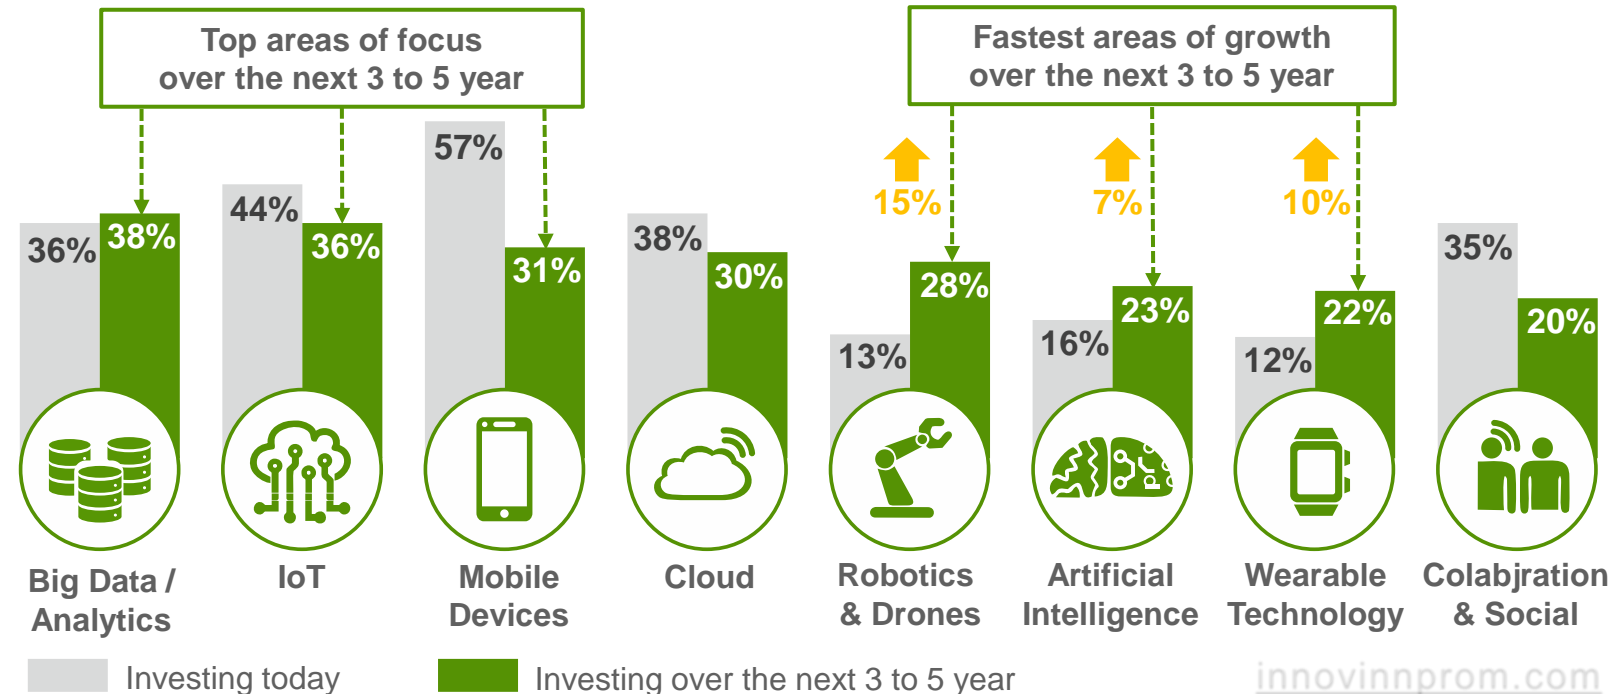 Top areas of focus
over the next 3 to 5 year
Fastest areas of growth
over the next 3 to 5 year
36%
38%
44%
36%
57%
31%
38%
30%
15%
13%
28%
7%
16%
23%
10%
12%
22%
35%
20%
Big Data /
Analytics
IoT
Mobile
Devices
Cloud
Robotics
& Drones
Artificial
Intelligence
Wearable
Technology
Colabjration
& Social
Investing today
Investing over the next 3 to 5 year
innovinnprom.com